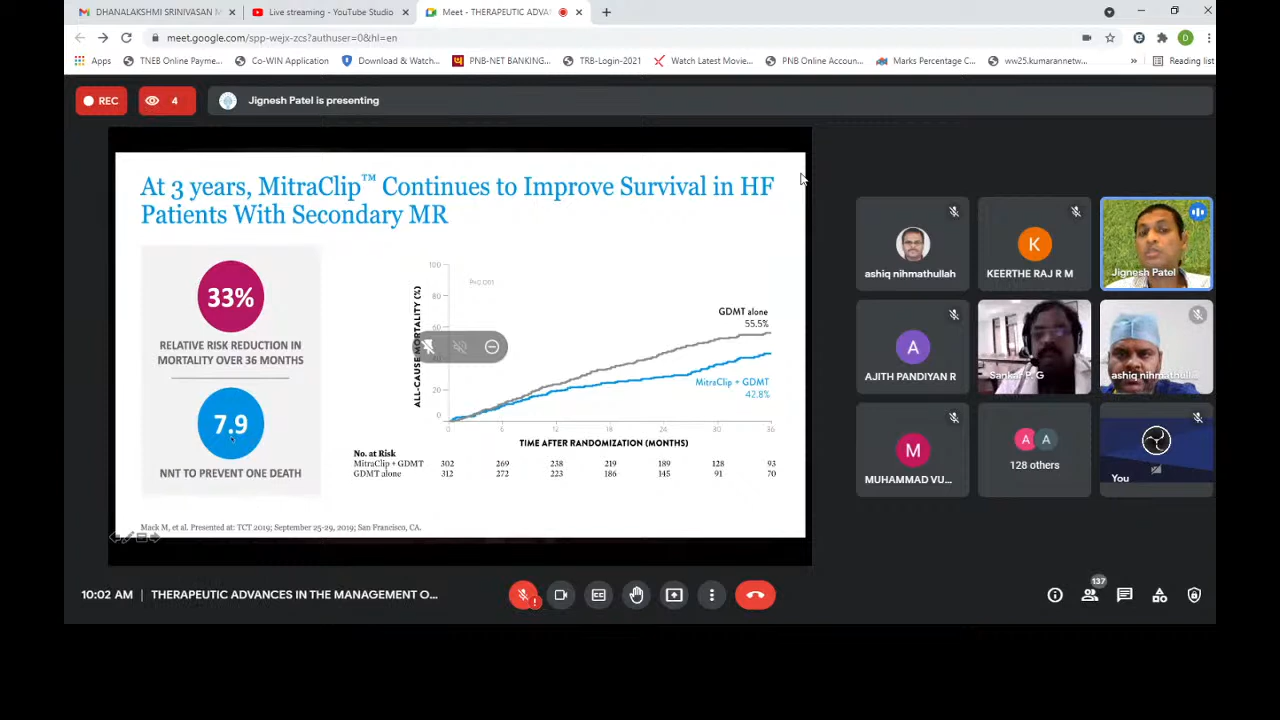 DHANALAKSHMI SRINIVASAN M
Live streaming - YouTube Studio
Meet - THERAPEUTIC ADVA
meet.google.com/spp-wejx-zcs?authuser=0&hl=en
D
Apps
TNEB Online Payme...
Co-WIN Application
Download & Watch...
PNB-NET BANKING...
TRB-Login-2021
Watch Latest Movie...
PNB Online Accoun...
Marks Percentage C...
ww25.kumarannetw...
Reading list
REC
4
Jignesh Patel is presenting
At 3 years, MitraClip™ Continues to Improve Survival in HF
Patients With Secondary MR
33%
RELATIVE RISK REDUCTION IN
MORTALITY OVER 36 MONTHS
7.9
NNT TO PREVENT ONE DEATH
ALL-CAUSE MORTALITY (%)
100
80
60
20
0
GDMT alone
55.5%
MitraClip + GDMT
42.8%
0 6 12 18 24 30 36
TIME AFTER RANDOMIZATION (MONTHS)
No. at Risk
MitraClip + GDMT 302 269 238 219 189 128 93
GDMT alone 312 272 223 186 145 91 70
Mack M, et al. Presented at: TCT 2019; September 25-29, 2019; San Francisco, CA.
ashiq nihmathullah
K
KEERTHE RAJ R M
Jignesh Patel
A
AJITH PANDIYAN R
Sankar P. G
ashiq nihmathulla
M
MUHAMMAD VU...
A A
128 others
You
10:02 AM | THERAPEUTIC ADVANCES IN THE MANAGEMENT O...
137